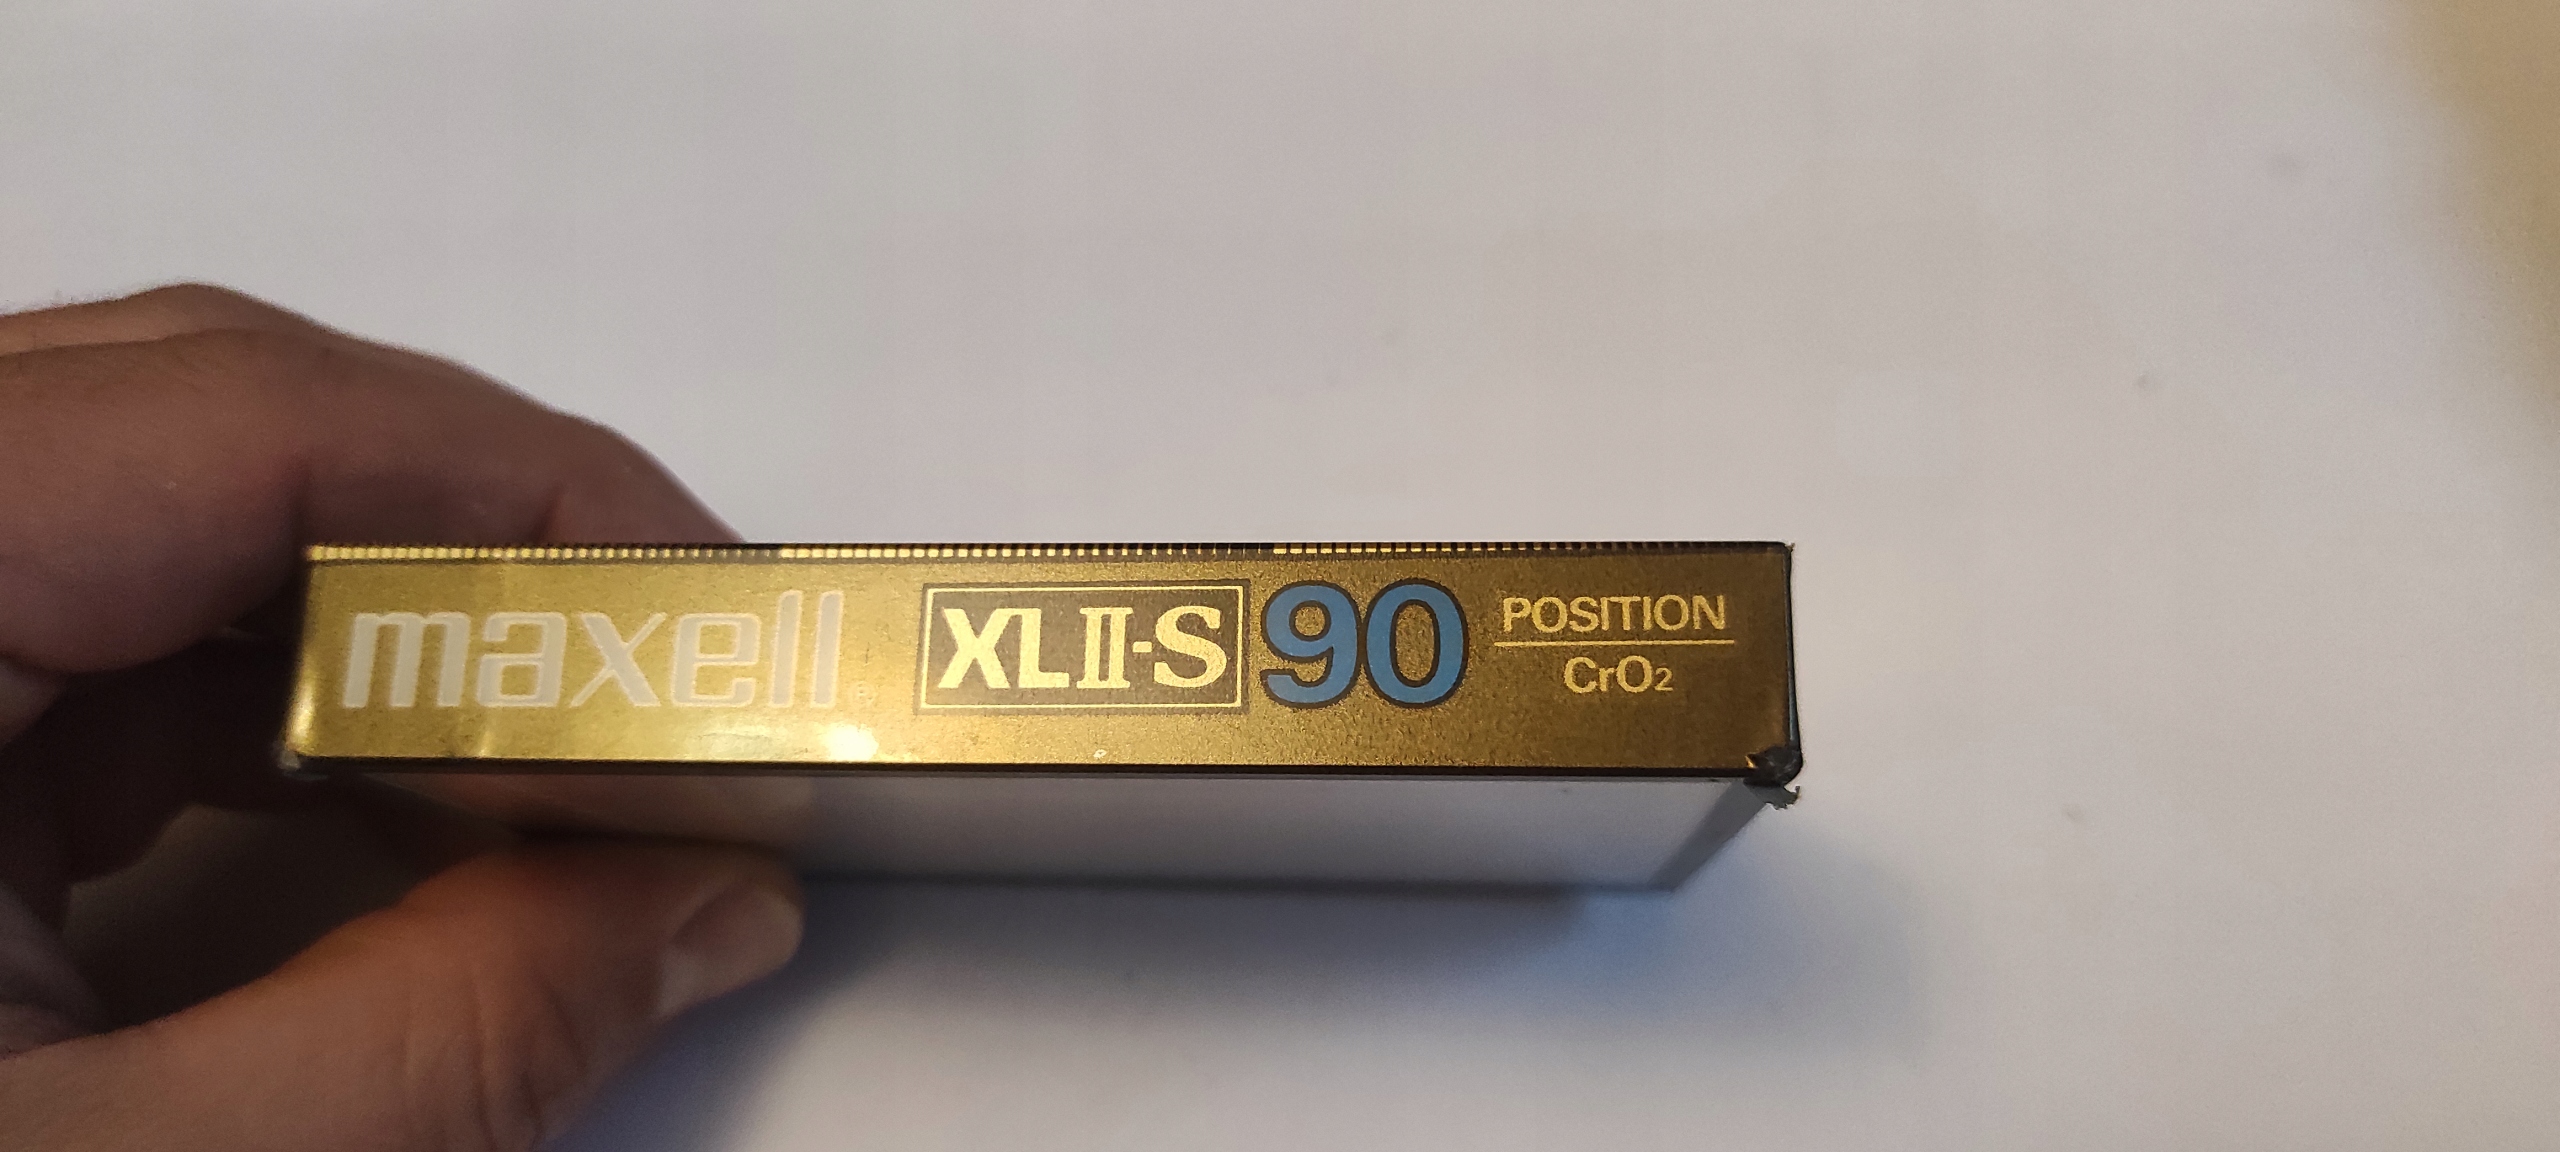 maxell XLII-S 90 POSITION
CrO2